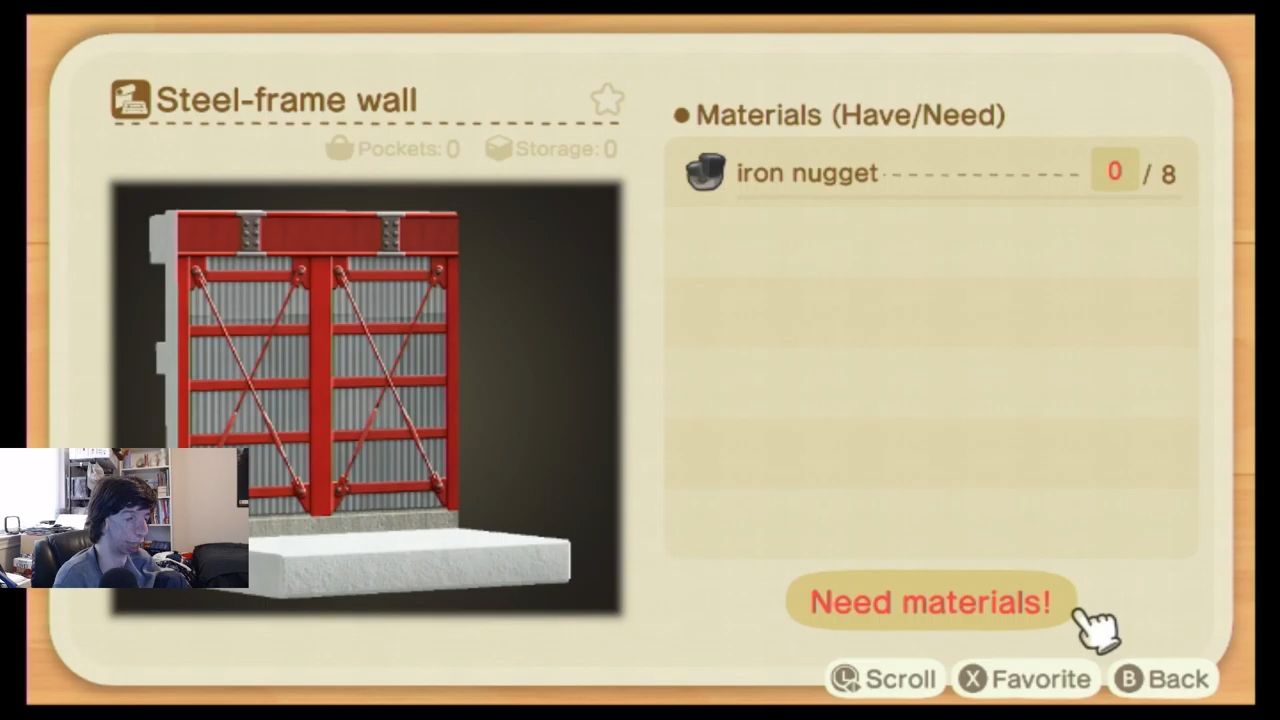 Steel-frame wall
Pockets: 0 Storage: 0
Materials (Have/Need)
iron nugget 0 / 8
Need materials!
L Scroll X Favorite B Back